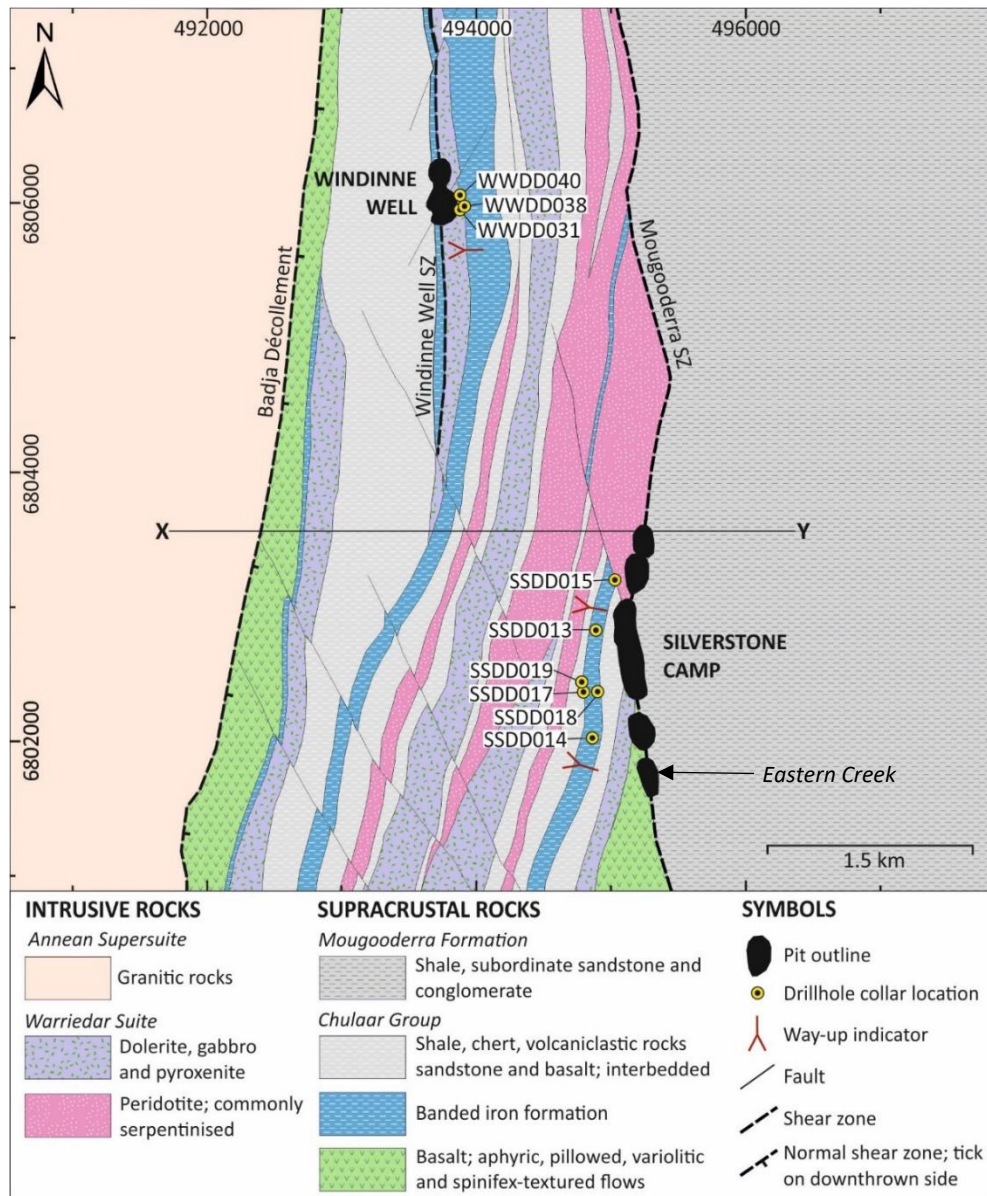 492000
494000
496000
N
6806000
6804000
6802000
WINDINNE
WELL
WWDD040
WWDD038
WWDD031
Badja Décollement
Windinne Well SZ
Mougooderra SZ
X
Y
SSDD015
SSDD013
SSDD019
SSDD017
SSDD018
SSDD014
SILVERSTONE
CAMP
Eastern Creek
1.5 km
INTRUSIVE ROCKS
Annean Supersuite
Granitic rocks
Warriedar Suite
Dolerite, gabbro
and pyroxenite
Peridotite; commonly
serpentinised
SUPRACRUSTAL ROCKS
Mougooderra Formation
Shale, subordinate sandstone and
conglomerate
Chulaar Group
Shale, chert, volcaniclastic rocks
sandstone and basalt; interbedded
Banded iron formation
Basalt; aphyric, pillowed, variolitic
and spinifex-textured flows
SYMBOLS
Pit outline
Drillhole collar location
Way-up indicator
Fault
Shear zone
Normal shear zone; tick
on downthrown side